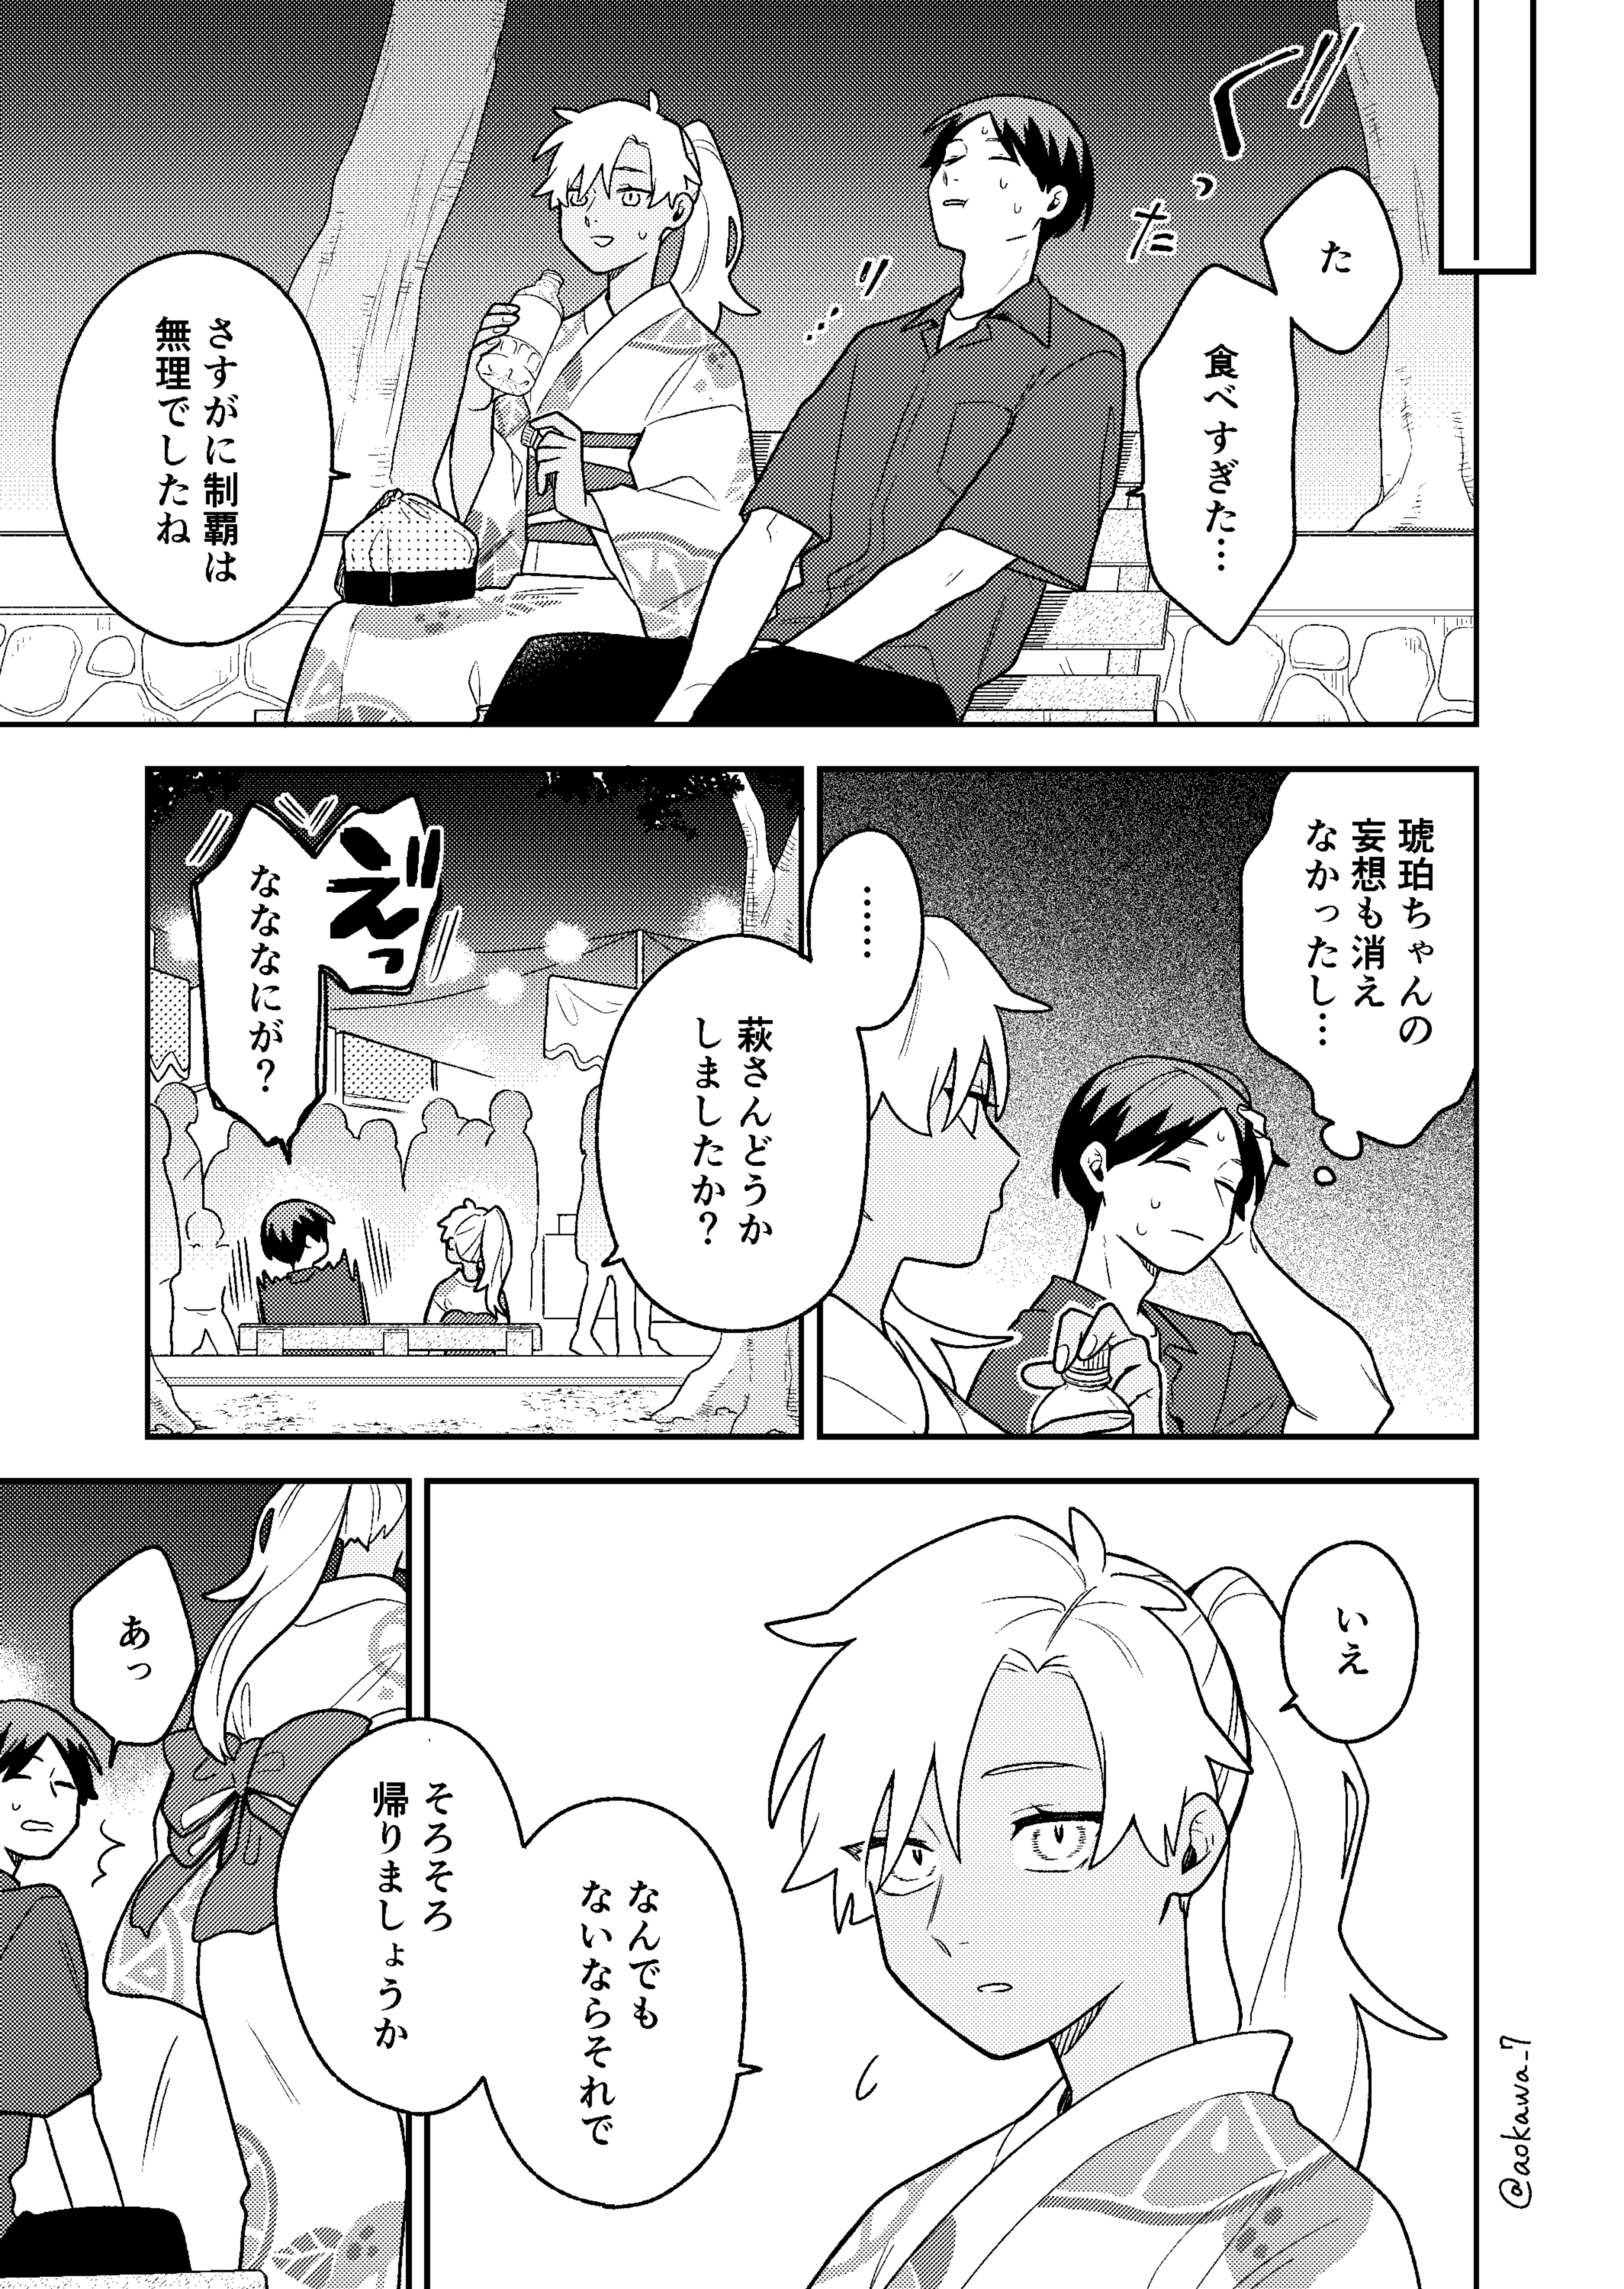 ぐったり…
た
食べすぎた…
さすがに制覇は
無理でしたね
琥珀ちゃんの
妄想も消え
なかったし…
……
萩さんどうか
しましたか?
えっ
なななにが?
いえ
なんでも
ないならそれで
そろそろ
帰りましょうか
あっ
@aokawa_7